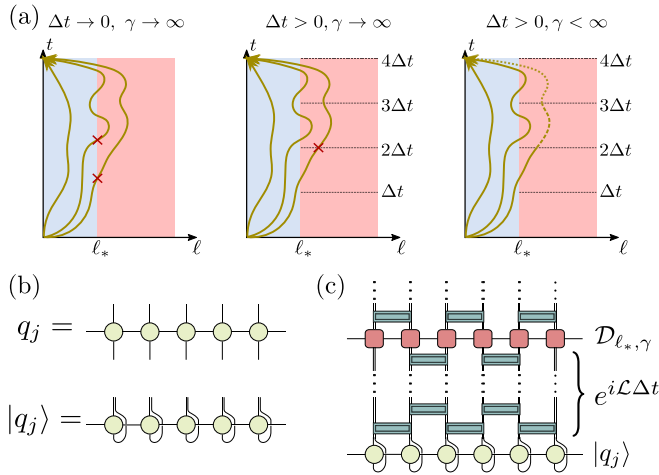 (a) Δt → 0, γ → ∞
Δt > 0, γ → ∞
Δt > 0, γ < ∞
t
t
t
4Δt
4Δt
3Δt
3Δt
2Δt
2Δt
Δt
Δt
ℓ∗ ℓ
ℓ∗ ℓ
ℓ∗ ℓ
(b)
q_j =
|q_j⟩ =
(c)
𝒟_{ℓ∗,γ}
e^{iℒΔt}
|q_j⟩